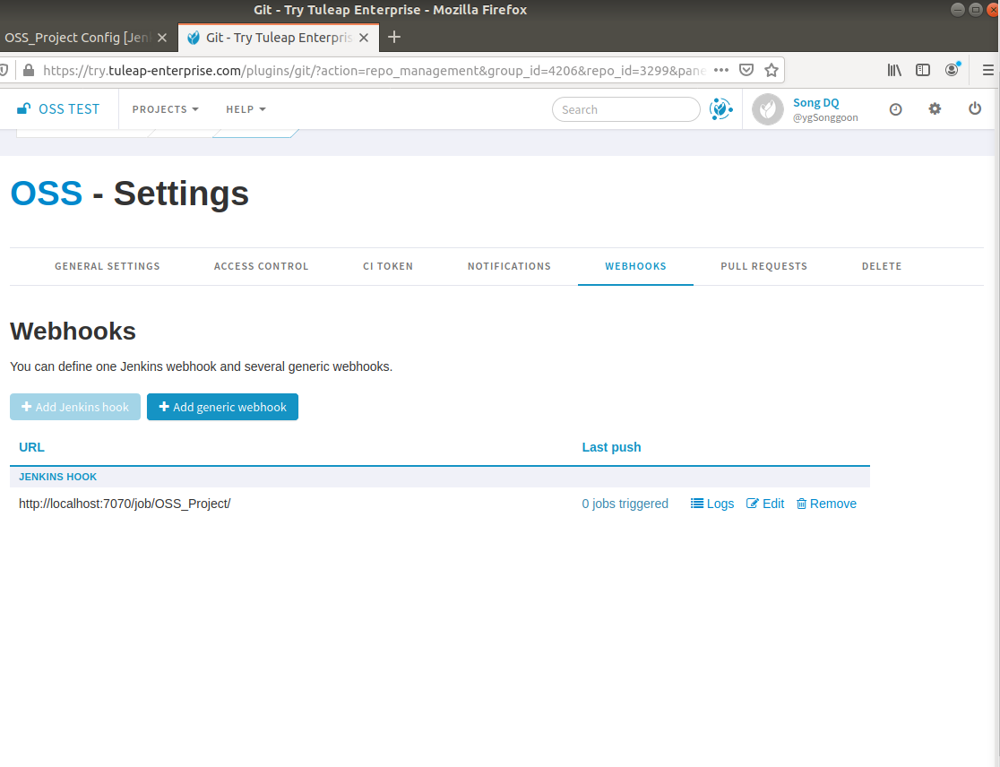 Git - Try Tuleap Enterprise - Mozilla Firefox
OSS_Project Config [Jen
Git - Try Tuleap Enterpris
https://try.tuleap-enterprise.com/plugins/git/?action=repo_management&group_id=4206&repo_id=3299&pane
OSS TEST
PROJECTS
HELP
Search
Song DQ
@ygSonggoon
OSS - Settings
GENERAL SETTINGS
ACCESS CONTROL
CI TOKEN
NOTIFICATIONS
WEBHOOKS
PULL REQUESTS
DELETE
Webhooks
You can define one Jenkins webhook and several generic webhooks.
Add Jenkins hook
Add generic webhook
URL
Last push
JENKINS HOOK
http://localhost:7070/job/OSS_Project/
0 jobs triggered
Logs
Edit
Remove